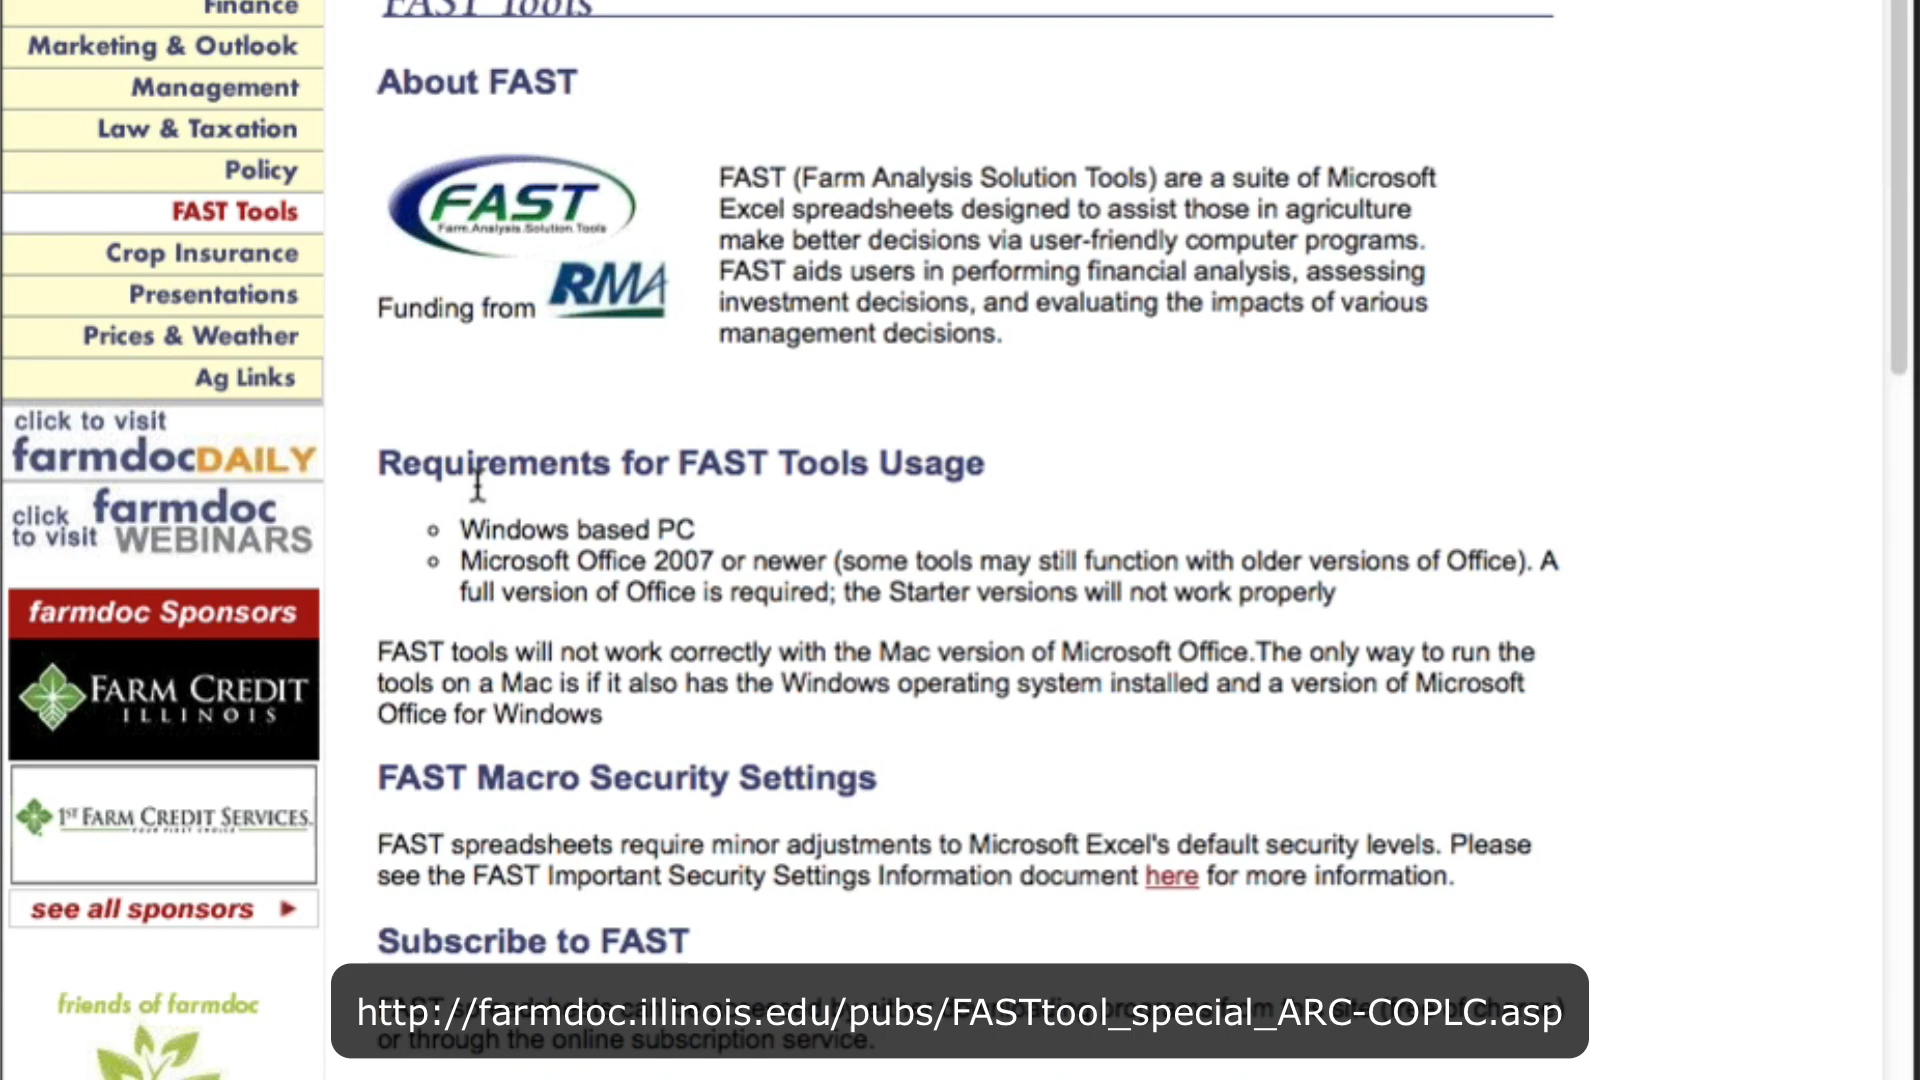 Finance
Marketing & Outlook
Management
Law & Taxation
Policy
FAST Tools
Crop Insurance
Presentations
Prices & Weather
Ag Links
click to visit
farmdocDAILY
click to visit farmdoc WEBINARS
farmdoc Sponsors
FARM CREDIT
ILLINOIS
1ST FARM CREDIT SERVICES.
see all sponsors
friends of farmdoc
FAST Tools
About FAST
FAST
Farm.Analysis.Solution.Tools
Funding from RMA
FAST (Farm Analysis Solution Tools) are a suite of Microsoft
Excel spreadsheets designed to assist those in agriculture
make better decisions via user-friendly computer programs.
FAST aids users in performing financial analysis, assessing
investment decisions, and evaluating the impacts of various
management decisions.
Requirements for FAST Tools Usage
Windows based PC
Microsoft Office 2007 or newer (some tools may still function with older versions of Office). A
full version of Office is required; the Starter versions will not work properly
FAST tools will not work correctly with the Mac version of Microsoft Office.The only way to run the
tools on a Mac is if it also has the Windows operating system installed and a version of Microsoft
Office for Windows
FAST Macro Security Settings
FAST spreadsheets require minor adjustments to Microsoft Excel's default security levels. Please
see the FAST Important Security Settings Information document here for more information.
Subscribe to FAST
http://farmdoc.illinois.edu/pubs/FASTtool_special_ARC-COPLC.asp
or through the online subscription service.